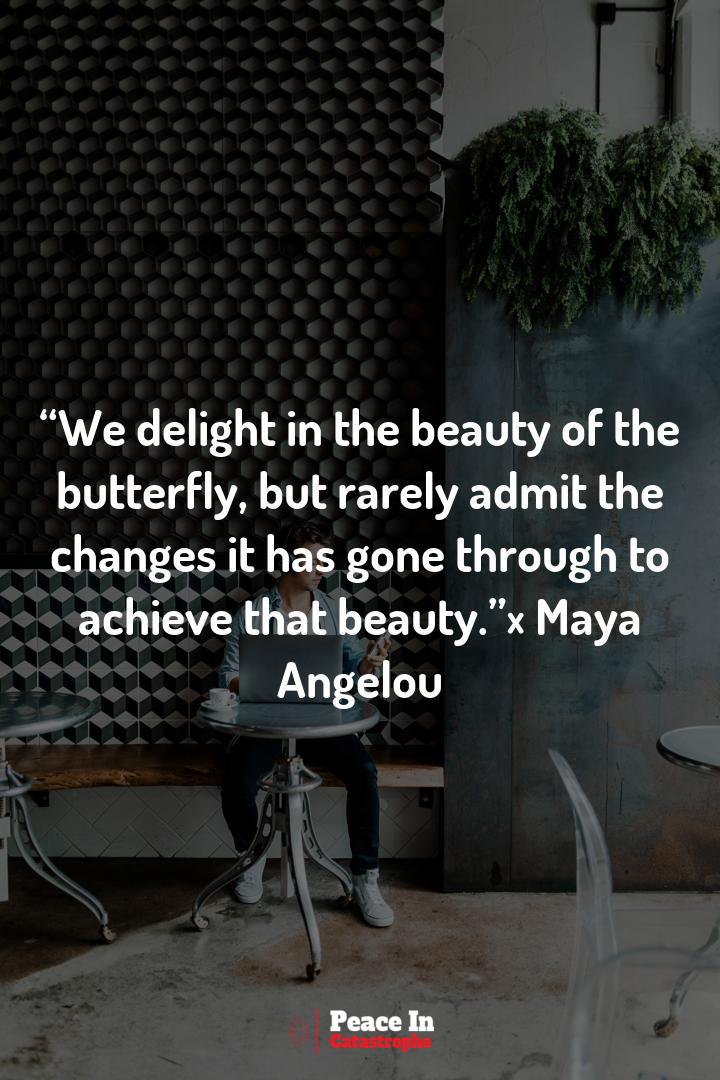 “We delight in the beauty of the
butterfly, but rarely admit the
changes it has gone through to
achieve that beauty.”x Maya
Angelou
Peace In
Catastrophe